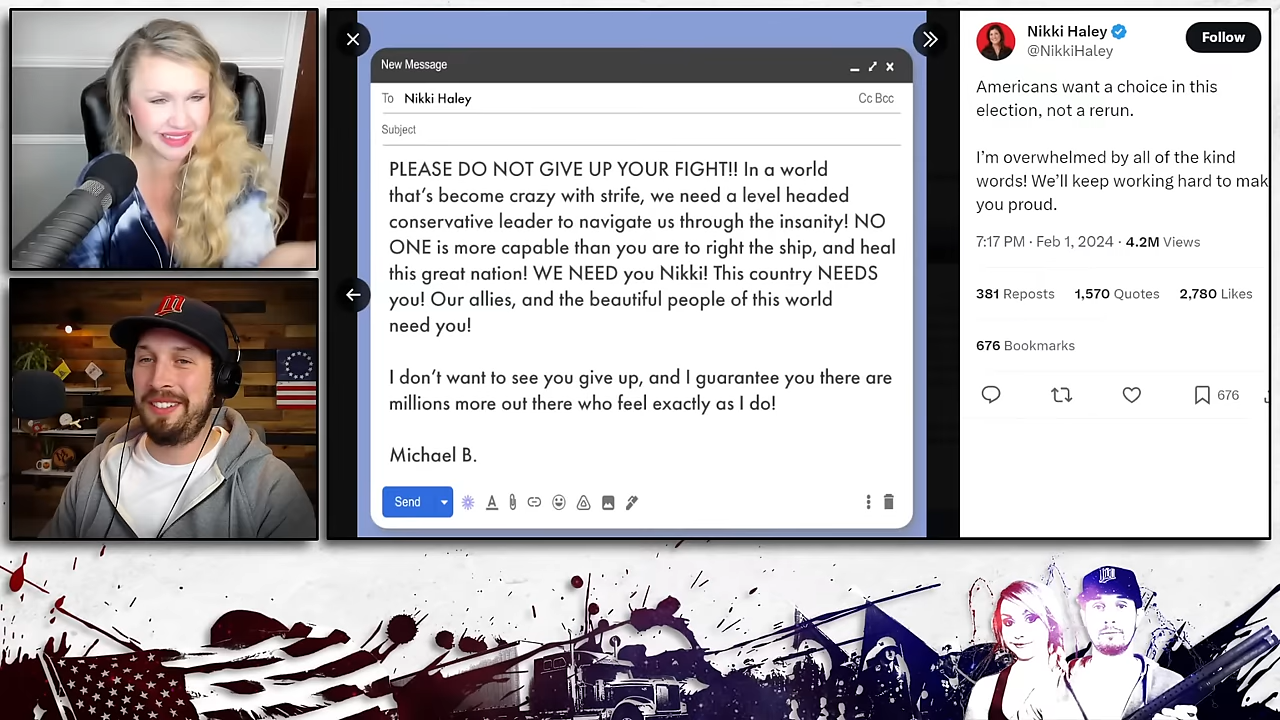 New Message
To Nikki Haley
Cc Bcc
Subject
PLEASE DO NOT GIVE UP YOUR FIGHT!! In a world
that's become crazy with strife, we need a level headed
conservative leader to navigate us through the insanity! NO
ONE is more capable than you are to right the ship, and heal
this great nation! WE NEED you Nikki! This country NEEDS
you! Our allies, and the beautiful people of this world
need you!
I don't want to see you give up, and I guarantee you there are
millions more out there who feel exactly as I do!
Michael B.
Send
Nikki Haley
@NikkiHaley
Follow
Americans want a choice in this
election, not a rerun.
I'm overwhelmed by all of the kind
words! We'll keep working hard to mak
you proud.
7:17 PM · Feb 1, 2024 · 4.2M Views
381 Reposts 1,570 Quotes 2,780 Likes
676 Bookmarks
676